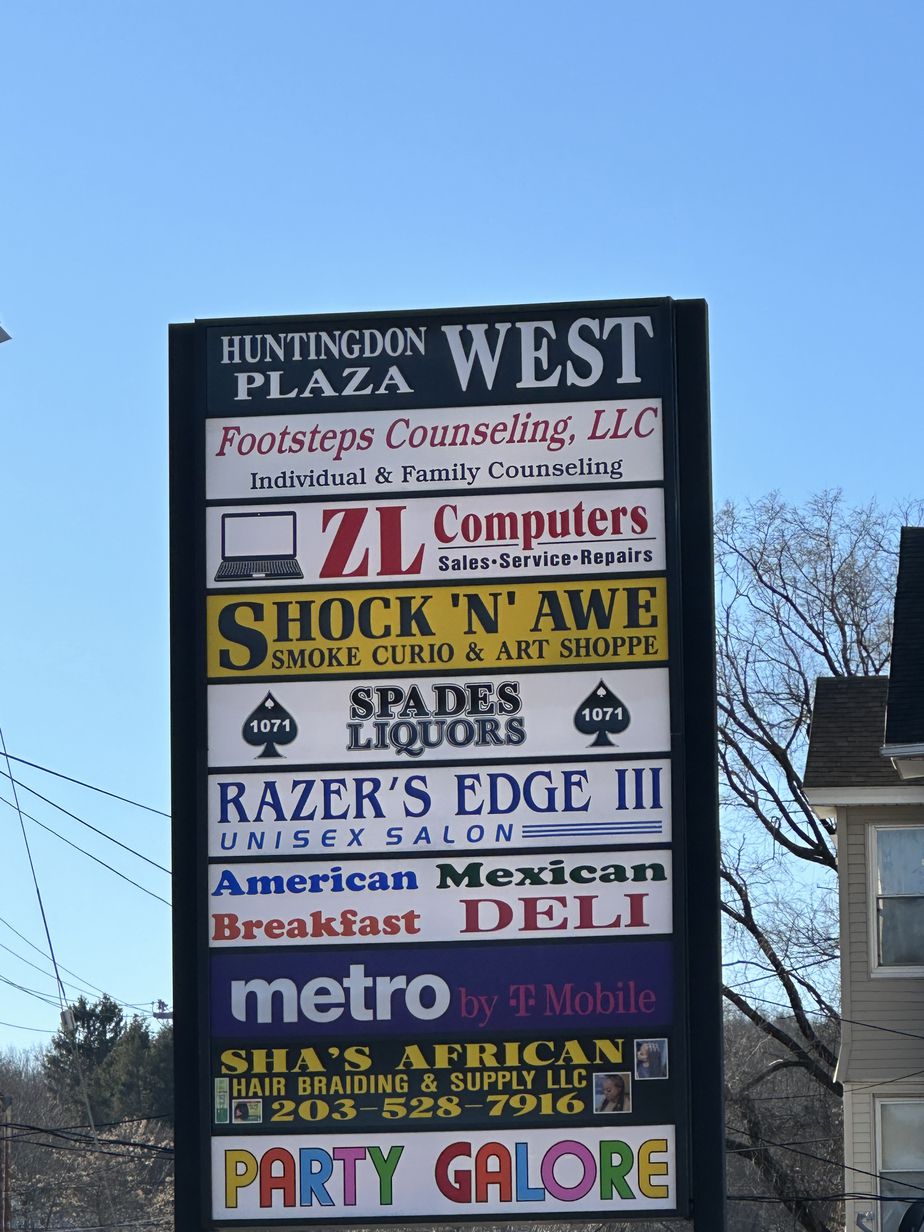 HUNTINGDON PLAZA WEST
Footsteps Counseling, LLC
Individual & Family Counseling
ZL Computers
Sales•Service•Repairs
SHOCK 'N' AWE
SMOKE CURIO & ART SHOPPE
1071 SPADES LIQUORS 1071
RAZER'S EDGE III
UNISEX SALON
American Mexican
Breakfast DELI
metro by T Mobile
SHA'S AFRICAN
HAIR BRAIDING & SUPPLY LLC
203-528-7916
PARTY GALORE